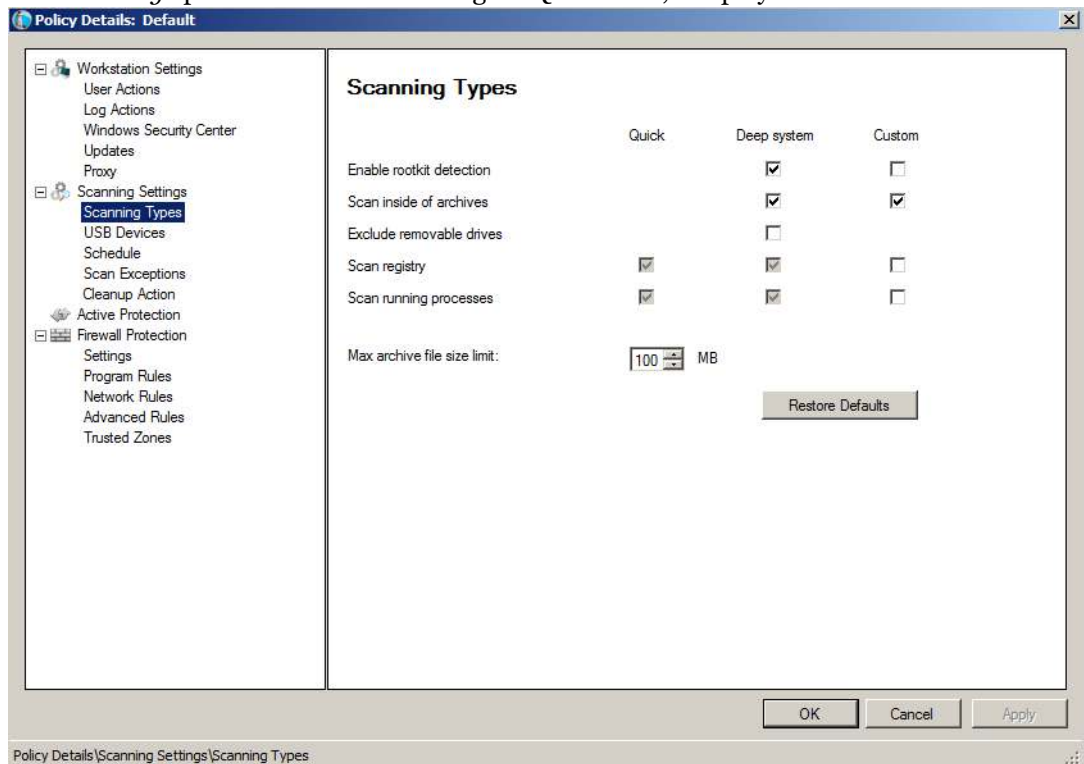 Policy Details: Default
Workstation Settings
User Actions
Log Actions
Windows Security Center
Updates
Proxy
Scanning Settings
Scanning Types
USB Devices
Schedule
Scan Exceptions
Cleanup Action
Active Protection
Firewall Protection
Settings
Program Rules
Network Rules
Advanced Rules
Trusted Zones
Scanning Types
Quick Deep system Custom
Enable rootkit detection
Scan inside of archives
Exclude removable drives
Scan registry
Scan running processes
Max archive file size limit: 100 MB
Restore Defaults
OK Cancel Apply
Policy Details\Scanning Settings\Scanning Types